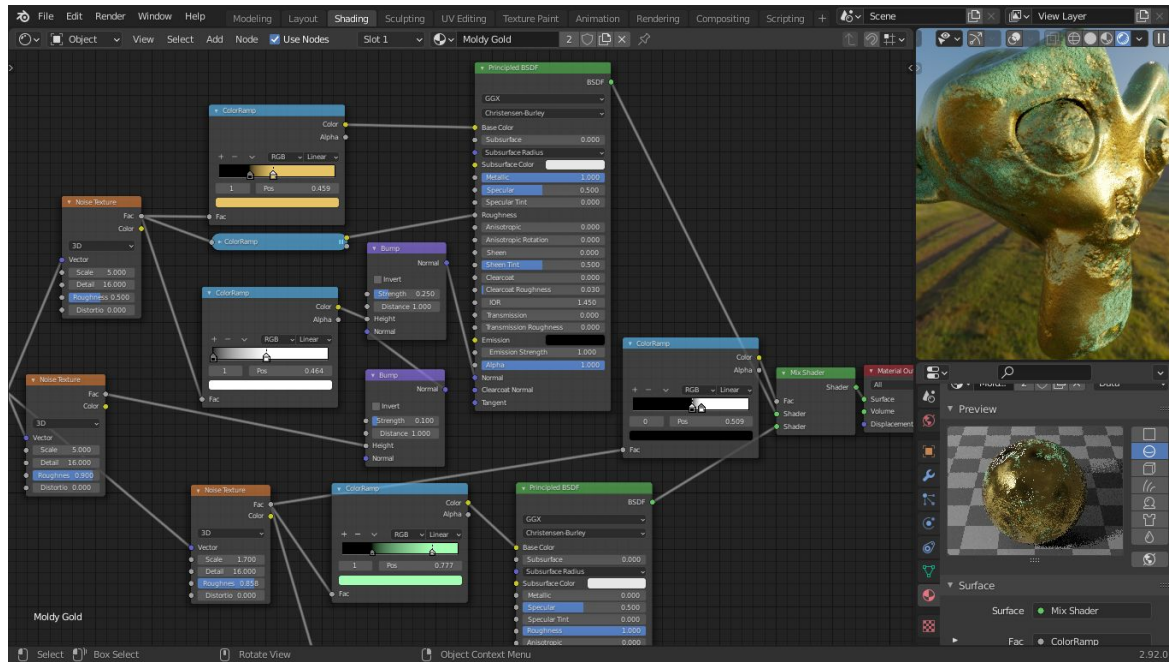 File Edit Render Window Help Modeling Layout Shading Sculpting UV Editing Texture Paint Animation Rendering Compositing Scripting + Scene View Layer
Object View Select Add Node Use Nodes Slot 1 Moldy Gold 2
Principled BSDF
BSDF
GGX
Christensen-Burley
Base Color
Subsurface 0.000
Subsurface Radius
Subsurface Color
Metallic 1.000
Specular 0.500
Specular Tint 0.000
Roughness
Anisotropic 0.000
Anisotropic Rotation 0.000
Sheen 0.000
Sheen Tint 0.500
Clearcoat 0.000
Clearcoat Roughness 0.030
IOR 1.450
Transmission 0.000
Transmission Roughness 0.000
Emission
Emission Strength 1.000
Alpha 1.000
Normal
Clearcoat Normal
Tangent
ColorRamp
Color
Alpha
+ - RGB Linear
1 Pos 0.459
Fac
ColorRamp
Noise Texture
Fac
Color
3D
Vector
Scale 5.000
Detail 16.000
Roughness 0.500
Distortio 0.000
ColorRamp
Color
Alpha
+ - RGB Linear
1 Pos 0.464
Fac
Bump
Normal
Invert
Strength 0.250
Distance 1.000
Height
Normal
Bump
Normal
Invert
Strength 0.100
Distance 1.000
Height
Normal
Noise Texture
Fac
Color
3D
Vector
Scale 5.000
Detail 16.000
Roughnes 0.900
Distortio 0.000
ColorRamp
Color
Alpha
+ - RGB Linear
0 Pos 0.509
Fac
Mix Shader
Shader
Fac
Shader
Shader
Material Out
All
Surface
Volume
Displacement
Noise Texture
Fac
Color
3D
Vector
Scale 1.700
Detail 16.000
Roughnes 0.858
Distortio 0.000
ColorRamp
Color
Alpha
+ - RGB Linear
1 Pos 0.777
Fac
Principled BSDF
BSDF
GGX
Christensen-Burley
Base Color
Subsurface 0.000
Subsurface Radius
Subsurface Color
Metallic 0.000
Specular 0.500
Specular Tint 0.000
Roughness 1.000
Anisotropic 0.000
Moldy Gold
Preview
Surface
Surface Mix Shader
Fac ColorRamp
Select Box Select Rotate View Object Context Menu 2.92.0